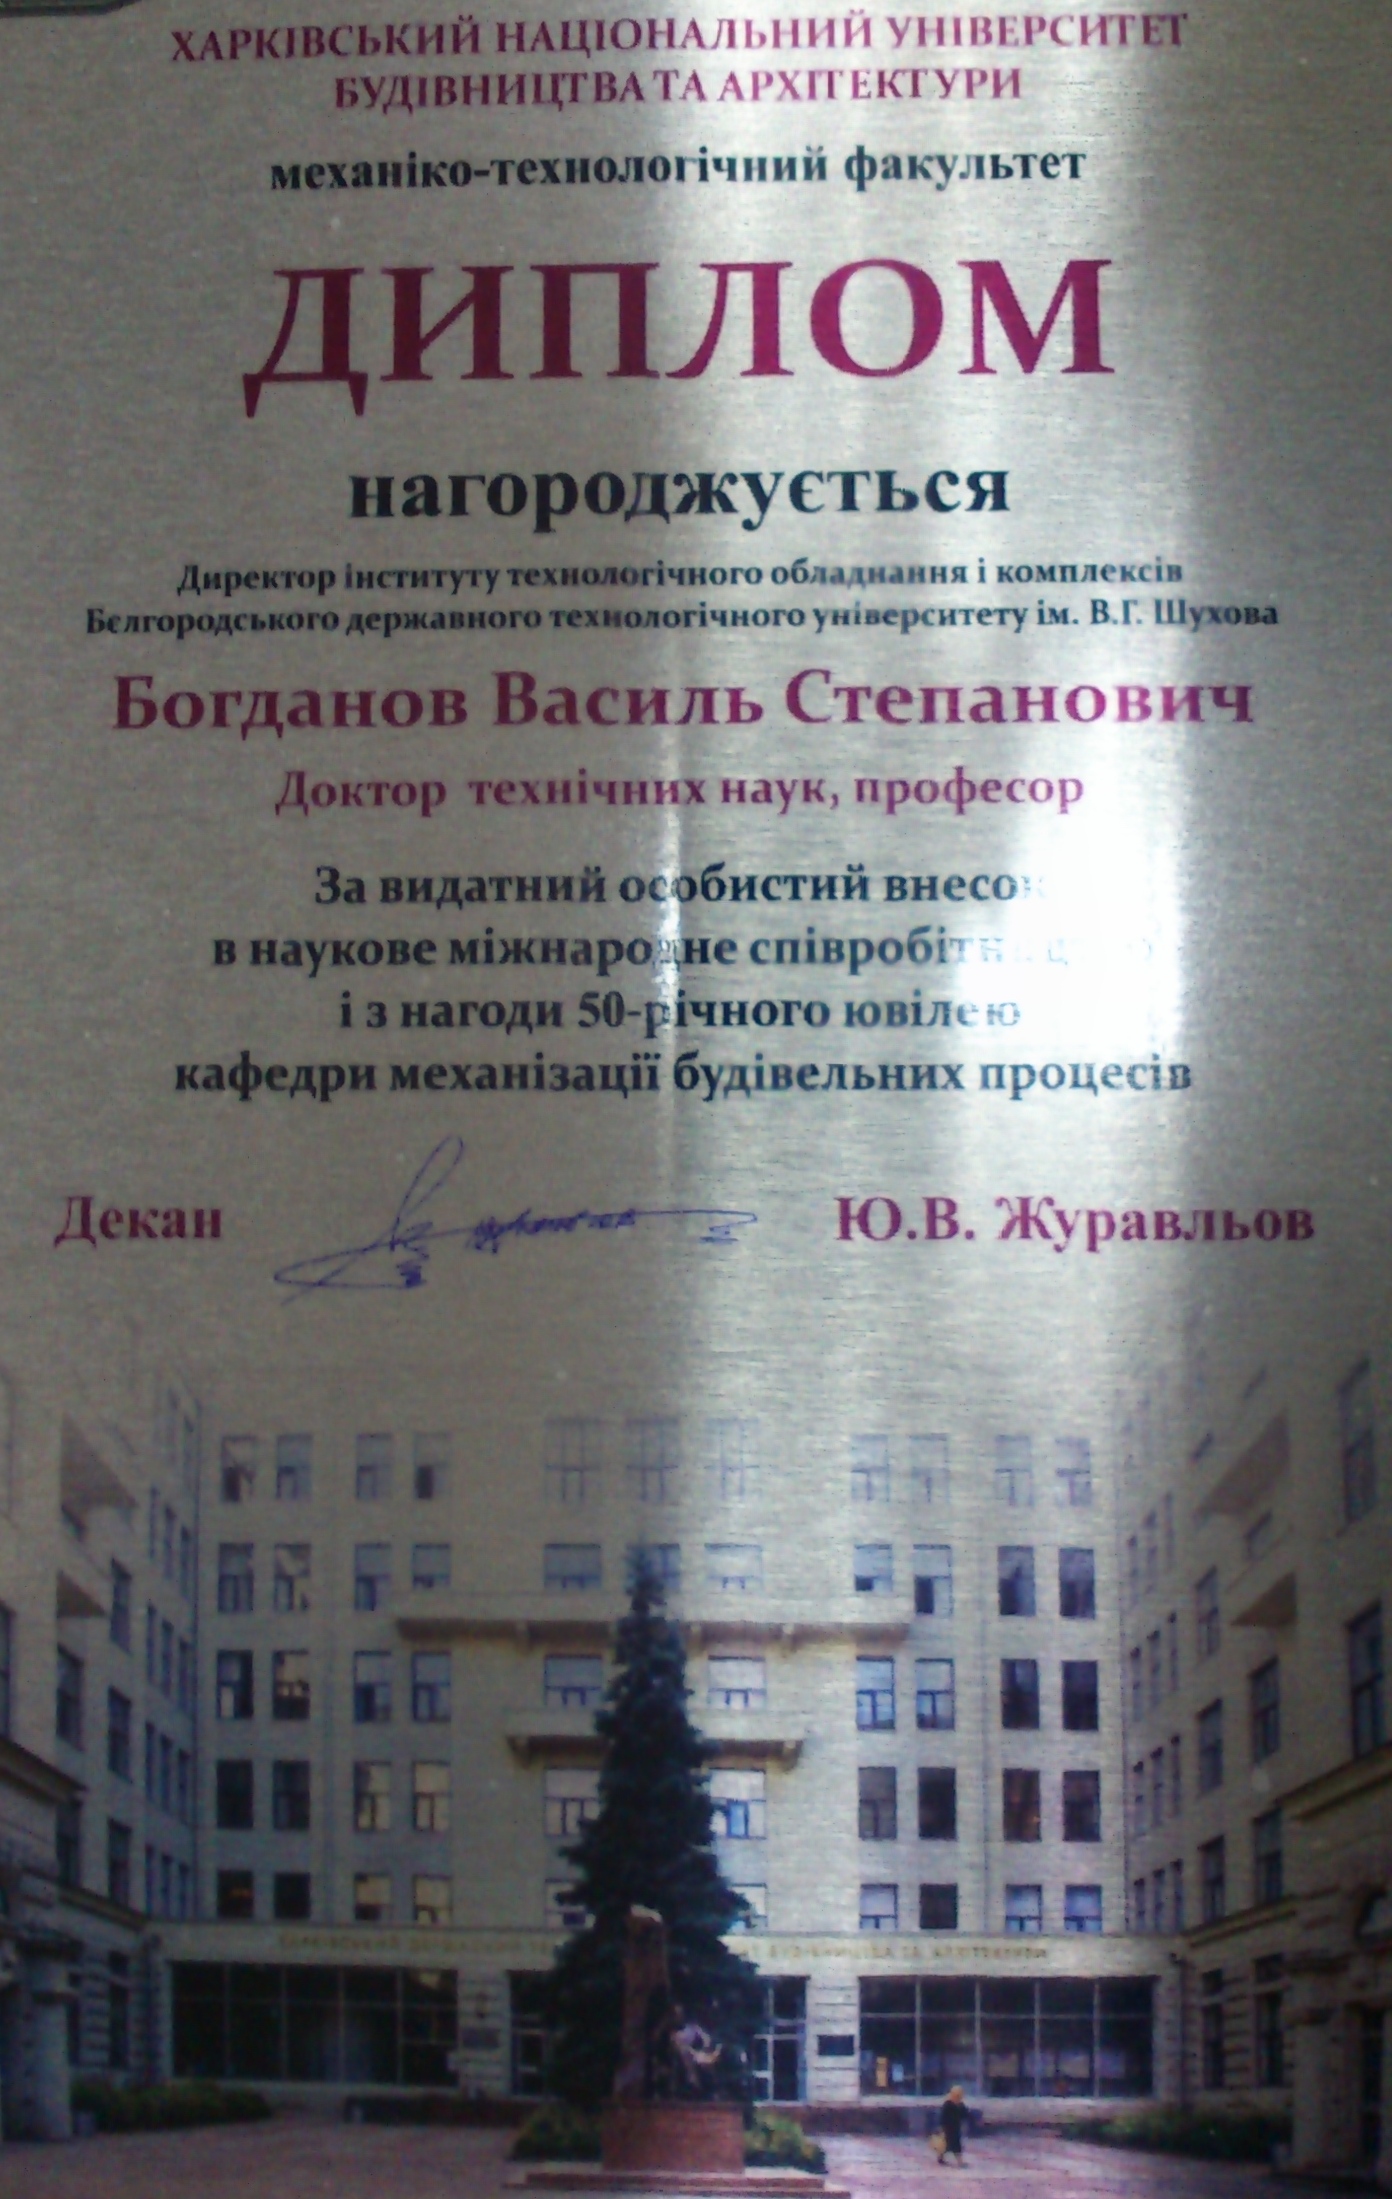 ХАРКІВСЬКИЙ НАЦІОНАЛЬНИЙ УНІВЕРСИТЕТ
БУДІВНИЦТВА ТА АРХІТЕКТУРИ
механіко-технологічний факультет
ДИПЛОМ
нагороджується
Директор інституту технологічного обладнання і комплексів
Бєлгородського державного технологічного університету ім. В.Г. Шухова
Богданов Василь Степанович
Доктор технічних наук, професор
За видатний особистий внесок
в наукове міжнародне співробітництво
і з нагоди 50-річного ювілею
кафедри механізації будівельних процесів
Декан Ю.В. Журавльов